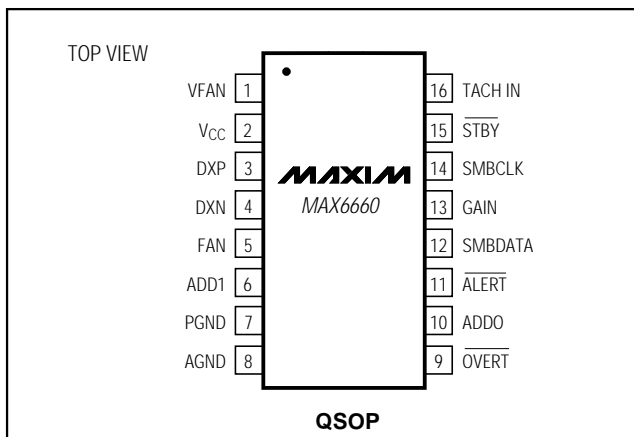 TOP VIEW
VFAN 1
VCC 2
DXP 3
DXN 4
FAN 5
ADD1 6
PGND 7
AGND 8
MAXIM
MAX6660
16 TACH IN
15 STBY
14 SMBCLK
13 GAIN
12 SMBDATA
11 ALERT
10 ADDO
9 OVERT
QSOP